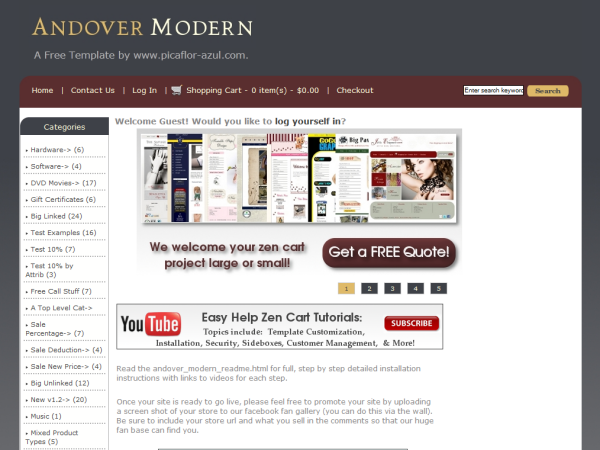 ANDOVER MODERN
A Free Template by www.picaflor-azul.com.
Home | Contact Us | Log In | Shopping Cart - 0 item(s) - $0.00 | Checkout
Enter search keyword
Search
Categories
Hardware-> (6)
Software-> (4)
DVD Movies-> (17)
Gift Certificates (6)
Big Linked (24)
Test Examples (16)
Test 10% (7)
Test 10% by
Attrib (3)
Free Call Stuff (7)
A Top Level Cat->
Sale
Percentage-> (7)
Sale Deduction-> (4)
Sale New Price-> (4)
Big Unlinked (12)
New v1.2-> (20)
Music (1)
Mixed Product
Types (5)
Welcome Guest! Would you like to log yourself in?
Big Pas
We welcome your zen cart
project large or small!
Get a FREE Quote!
1 2 3 4 5
YouTube
Easy Help Zen Cart Tutorials:
Topics include: Template Customization,
Installation, Security, Sideboxes, Customer Management, & More!
SUBSCRIBE
Read the andover_modern_readme.html for full, step by step detailed installation
instructions with links to videos for each step.
Once your site is ready to go live, please feel free to promote your site by uploading
a screen shot of your store to our facebook fan gallery (you can do this via the wall).
Be sure to include your store url and what you sell in the comments so that our huge
fan base can find you.